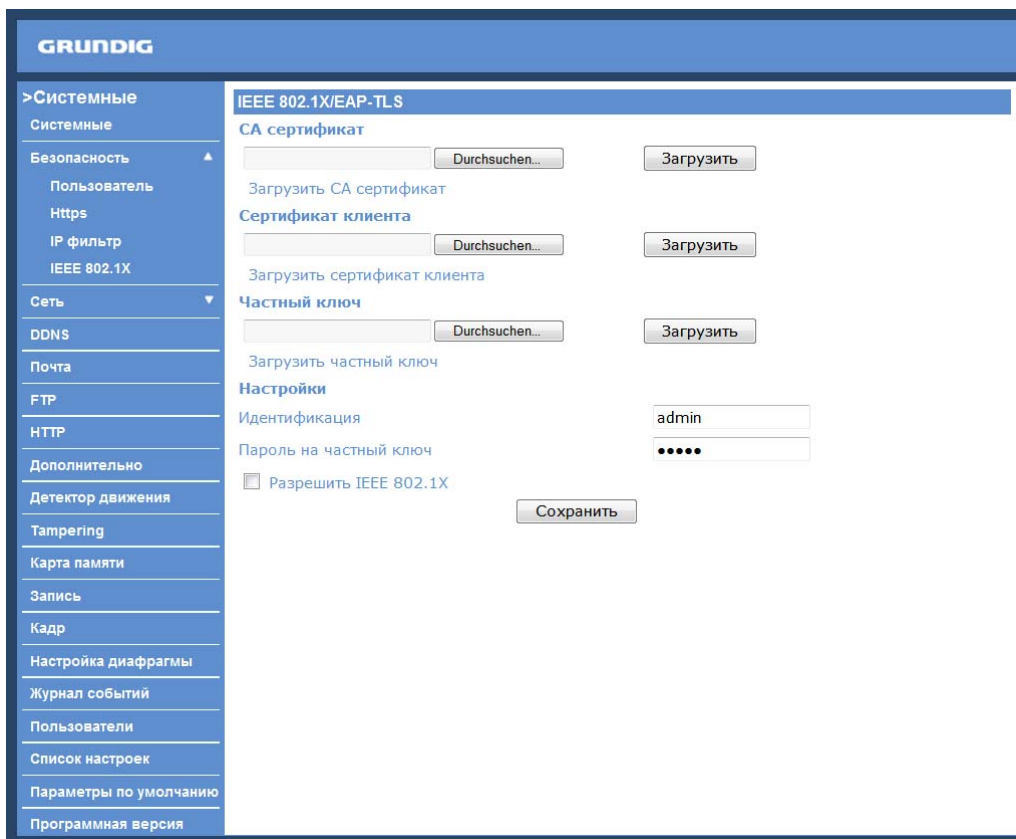 GRUNDIG
>Системные
Системные
Безопасность
Пользователь
Https
IP фильтр
IEEE 802.1X
Сеть
DDNS
Почта
FTP
HTTP
Дополнительно
Детектор движения
Tampering
Карта памяти
Запись
Кадр
Настройка диафрагмы
Журнал событий
Пользователи
Список настроек
Параметры по умолчанию
Программная версия
IEEE 802.1X/EAP-TLS
СА сертификат
Durchsuchen... Загрузить
Загрузить СА сертификат
Сертификат клиента
Durchsuchen... Загрузить
Загрузить сертификат клиента
Частный ключ
Durchsuchen... Загрузить
Загрузить частный ключ
Настройки
Идентификация admin
Пароль на частный ключ •••••
Разрешить IEEE 802.1X
Сохранить